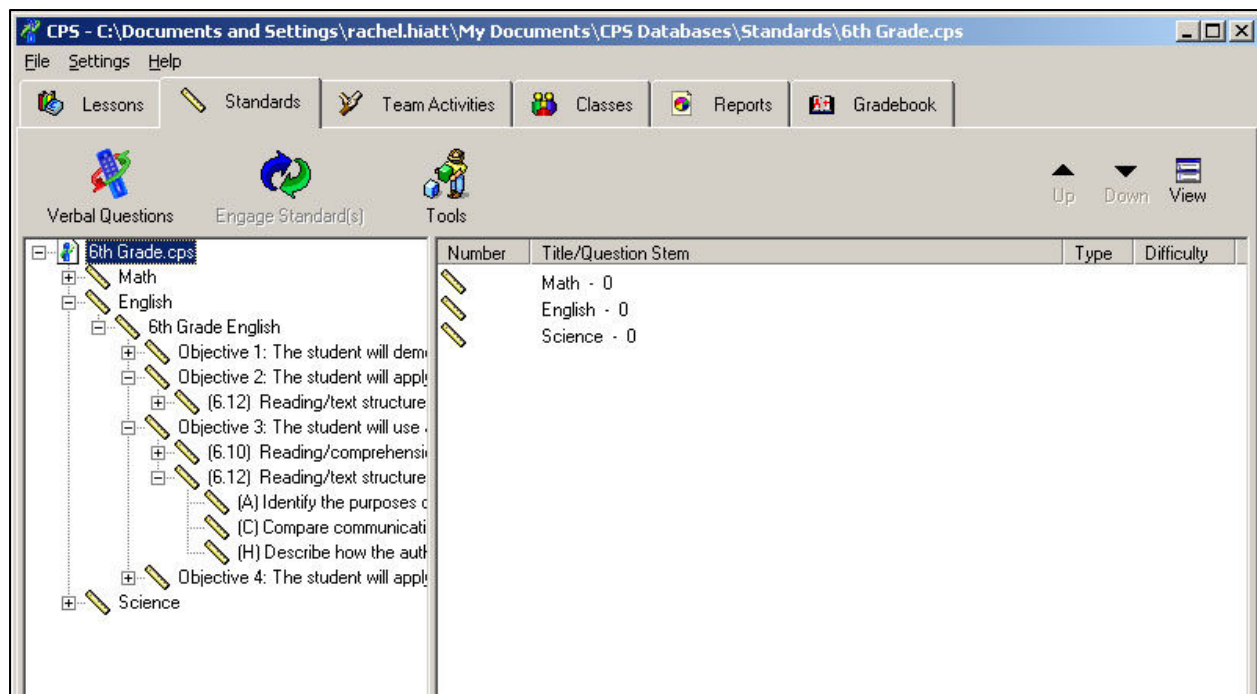 CPS - C:\Documents and Settings\rachel.hiatt\My Documents\CPS Databases\Standards\6th Grade.cps
File Settings Help
Lessons Standards Team Activities Classes Reports Gradebook
Verbal Questions Engage Standard(s) Tools Up Down View
6th Grade.cps
Math
English
6th Grade English
Objective 1: The student will dem
Objective 2: The student will appl
(6.12) Reading/text structure
Objective 3: The student will use
(6.10) Reading/comprehensi
(6.12) Reading/text structure
(A) Identify the purposes
(C) Compare communicati
(H) Describe how the auth
Objective 4: The student will appl
Science
Number Title/Question Stem Type Difficulty
Math - 0
English - 0
Science - 0